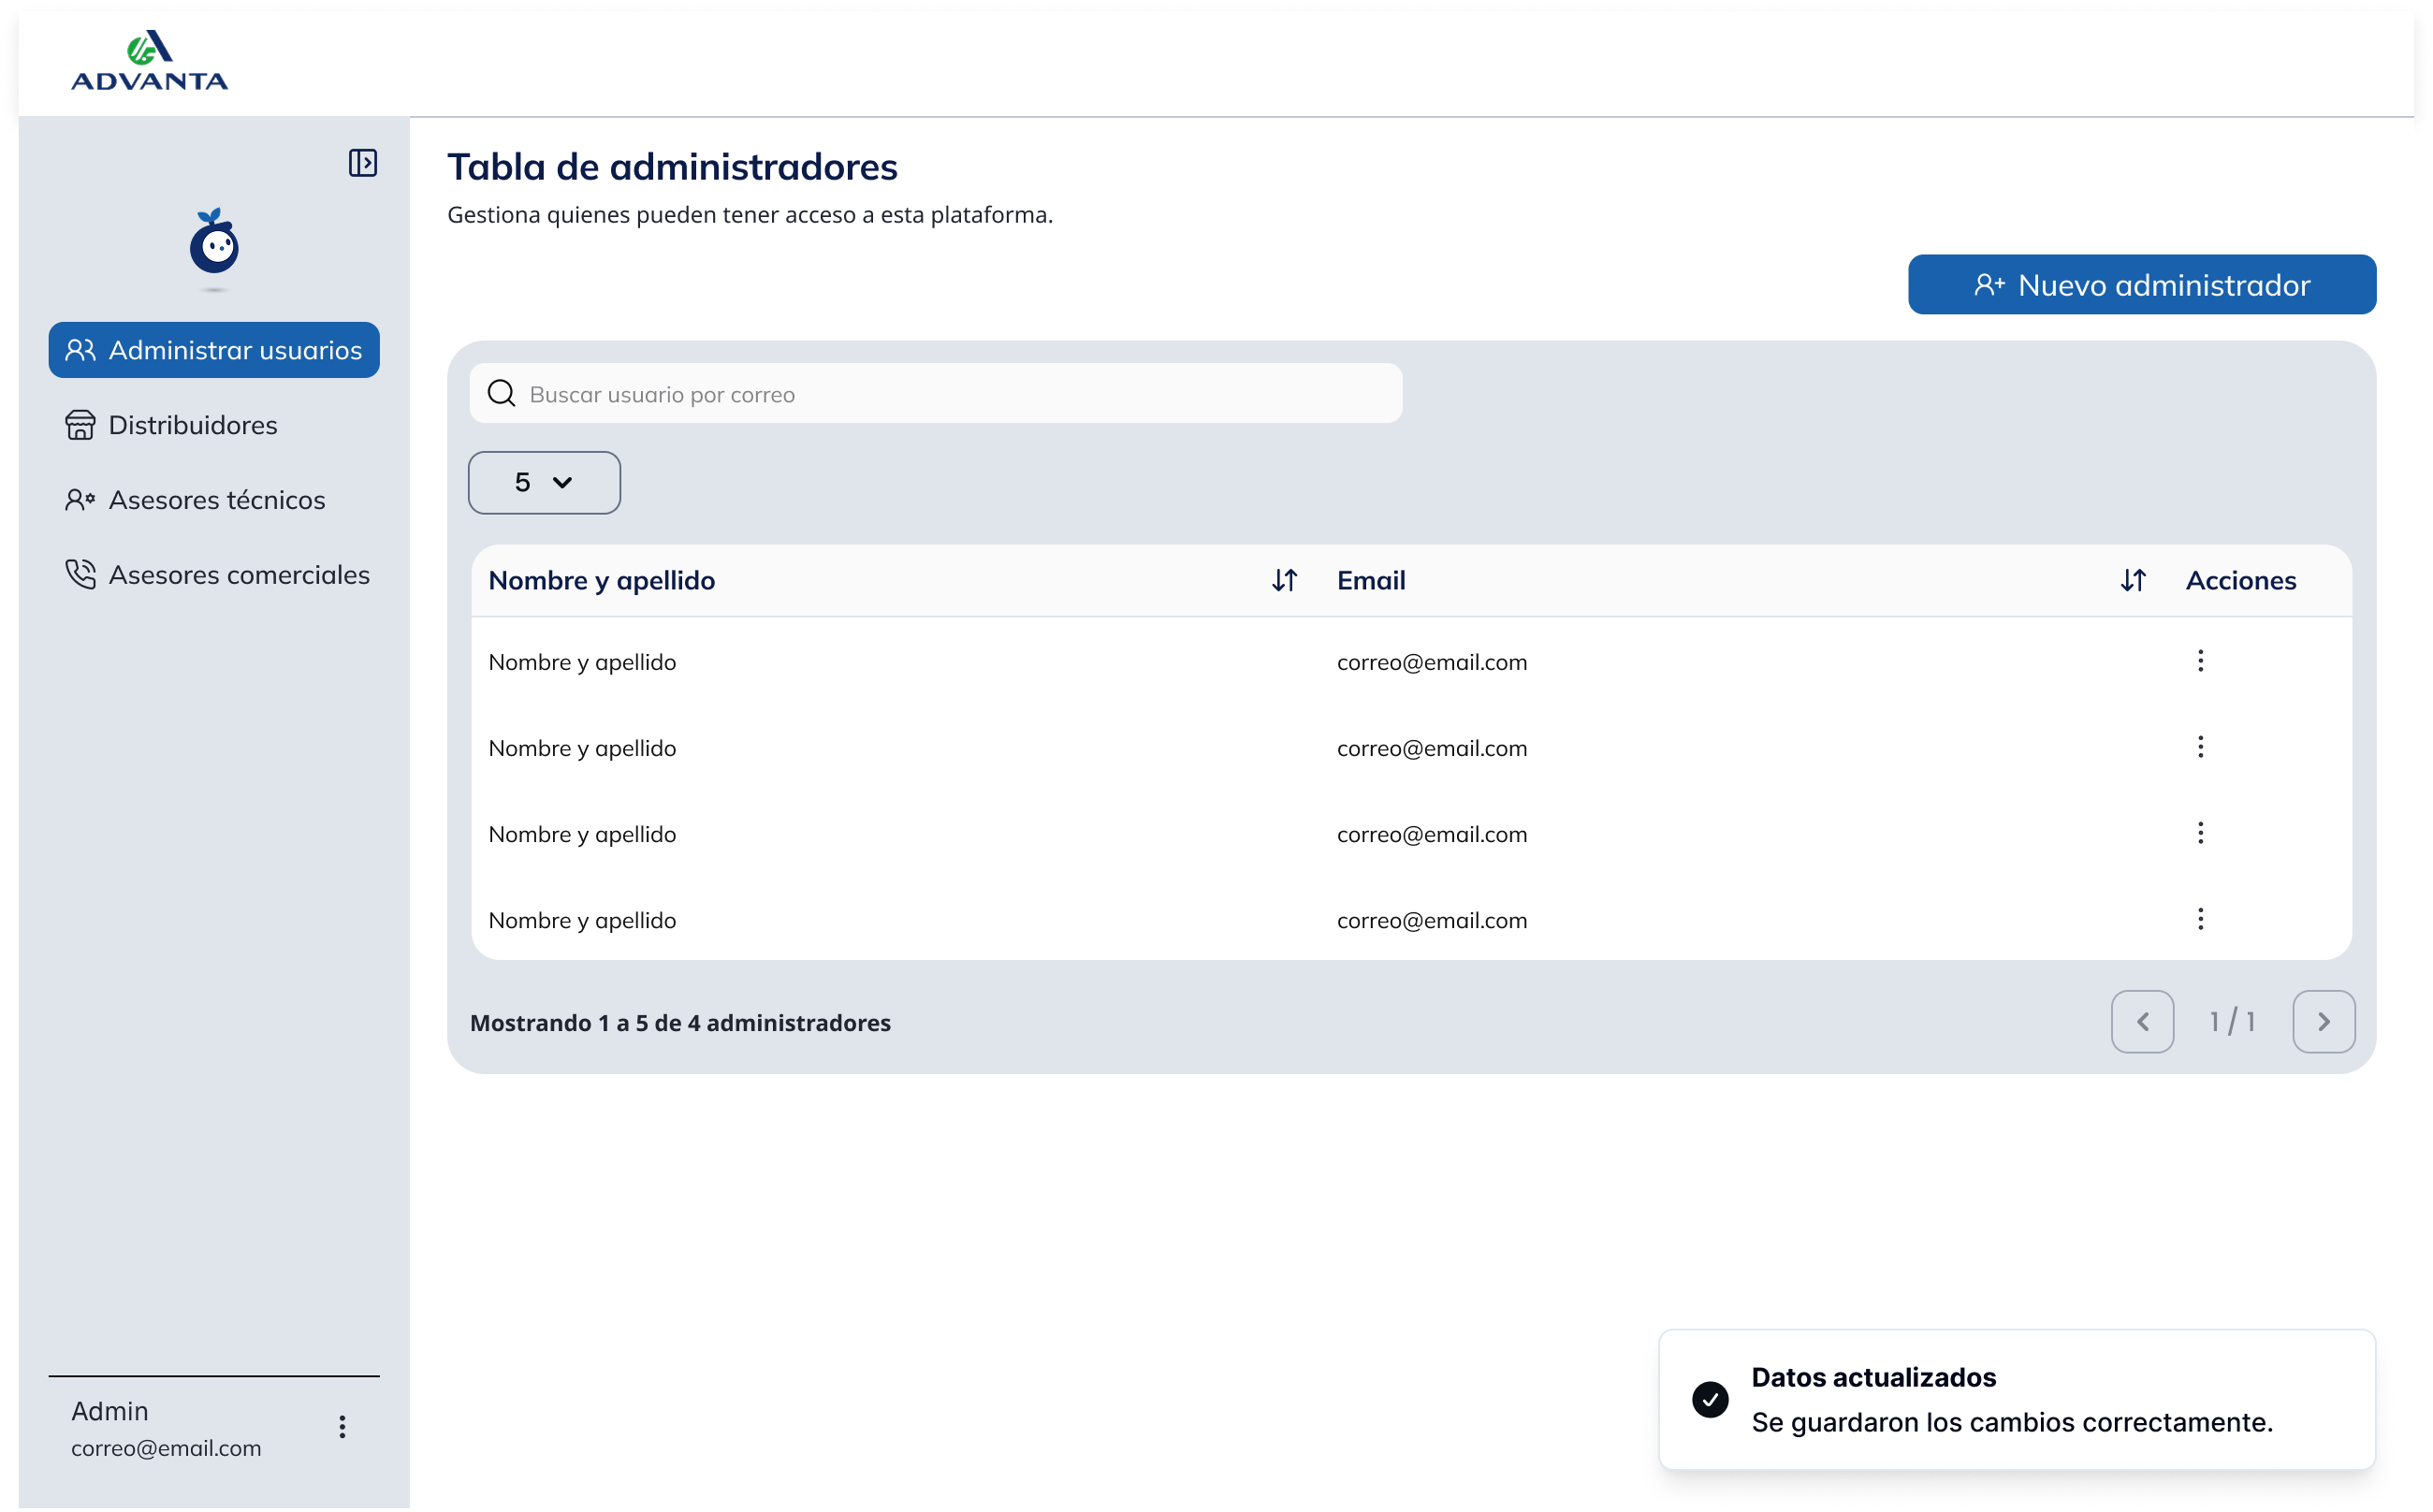 ADVANTA
Tabla de administradores
Gestiona quienes pueden tener acceso a esta plataforma.
Nuevo administrador
Administrar usuarios
Distribuidores
Asesores técnicos
Asesores comerciales
Buscar usuario por correo
5
Nombre y apellido Email Acciones
Nombre y apellido correo@email.com
Nombre y apellido correo@email.com
Nombre y apellido correo@email.com
Nombre y apellido correo@email.com
Mostrando 1 a 5 de 4 administradores
1 / 1
Datos actualizados
Se guardaron los cambios correctamente.
Admin
correo@email.com